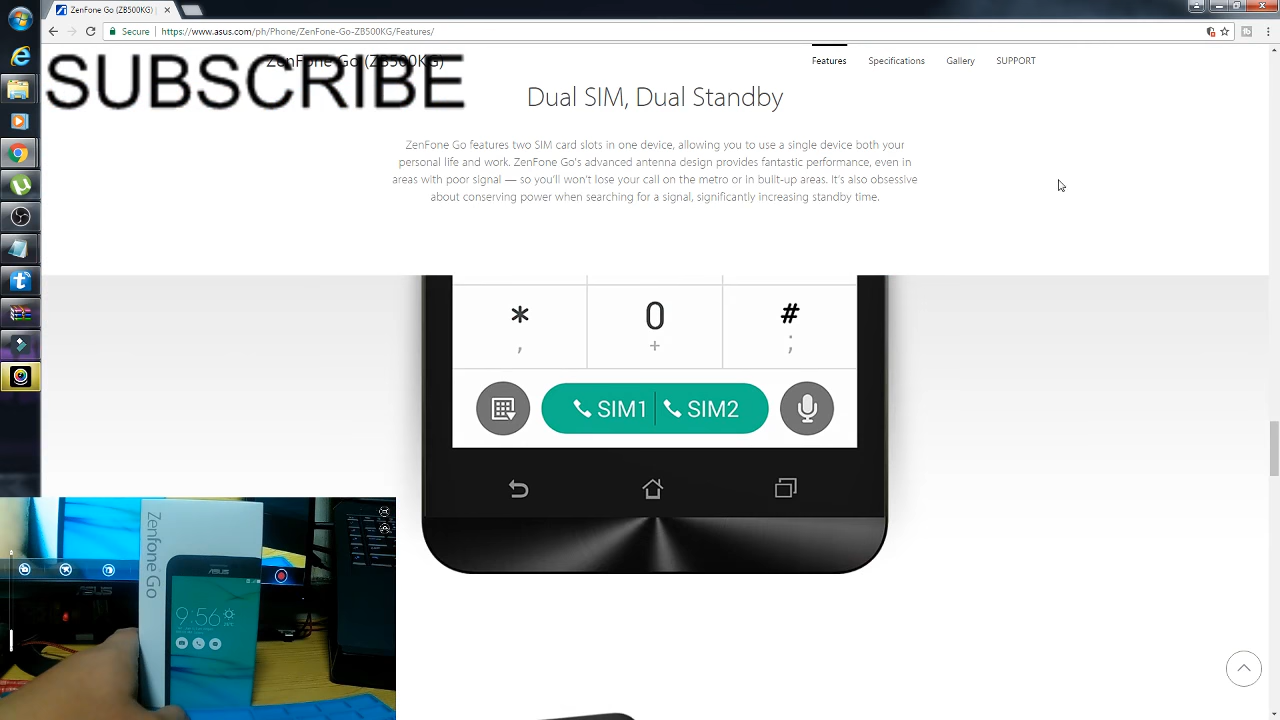 ZenFone Go (ZB500KG)
Secure
https://www.asus.com/ph/Phone/ZenFone-Go-ZB500KG/Features/
SUBSCRIBE
ZenFone Go (ZB500KG)
Features
Specifications
Gallery
SUPPORT
Dual SIM, Dual Standby
ZenFone Go features two SIM card slots in one device, allowing you to use a single device both your
personal life and work. ZenFone Go's advanced antenna design provides fantastic performance, even in
areas with poor signal — so you'll won't lose your call on the metro or in built-up areas. It's also obsessive
about conserving power when searching for a signal, significantly increasing standby time.
* 0 #
, + ;
SIM1 SIM2
Zenfone Go
ASUS
ASUS
9:56